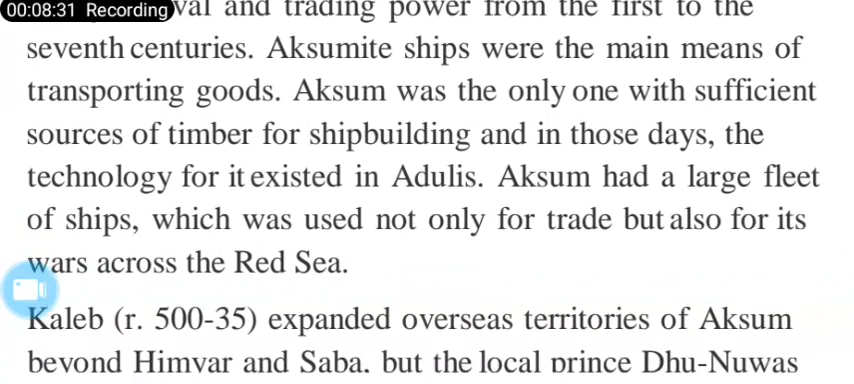 00:08:31 Recording
val and trading power from the first to the
seventh centuries. Aksumite ships were the main means of
transporting goods. Aksum was the only one with sufficient
sources of timber for shipbuilding and in those days, the
technology for it existed in Adulis. Aksum had a large fleet
of ships, which was used not only for trade but also for its
wars across the Red Sea.
Kaleb (r. 500-35) expanded overseas territories of Aksum
beyond Himyar and Saba, but the local prince Dhu-Nuwas